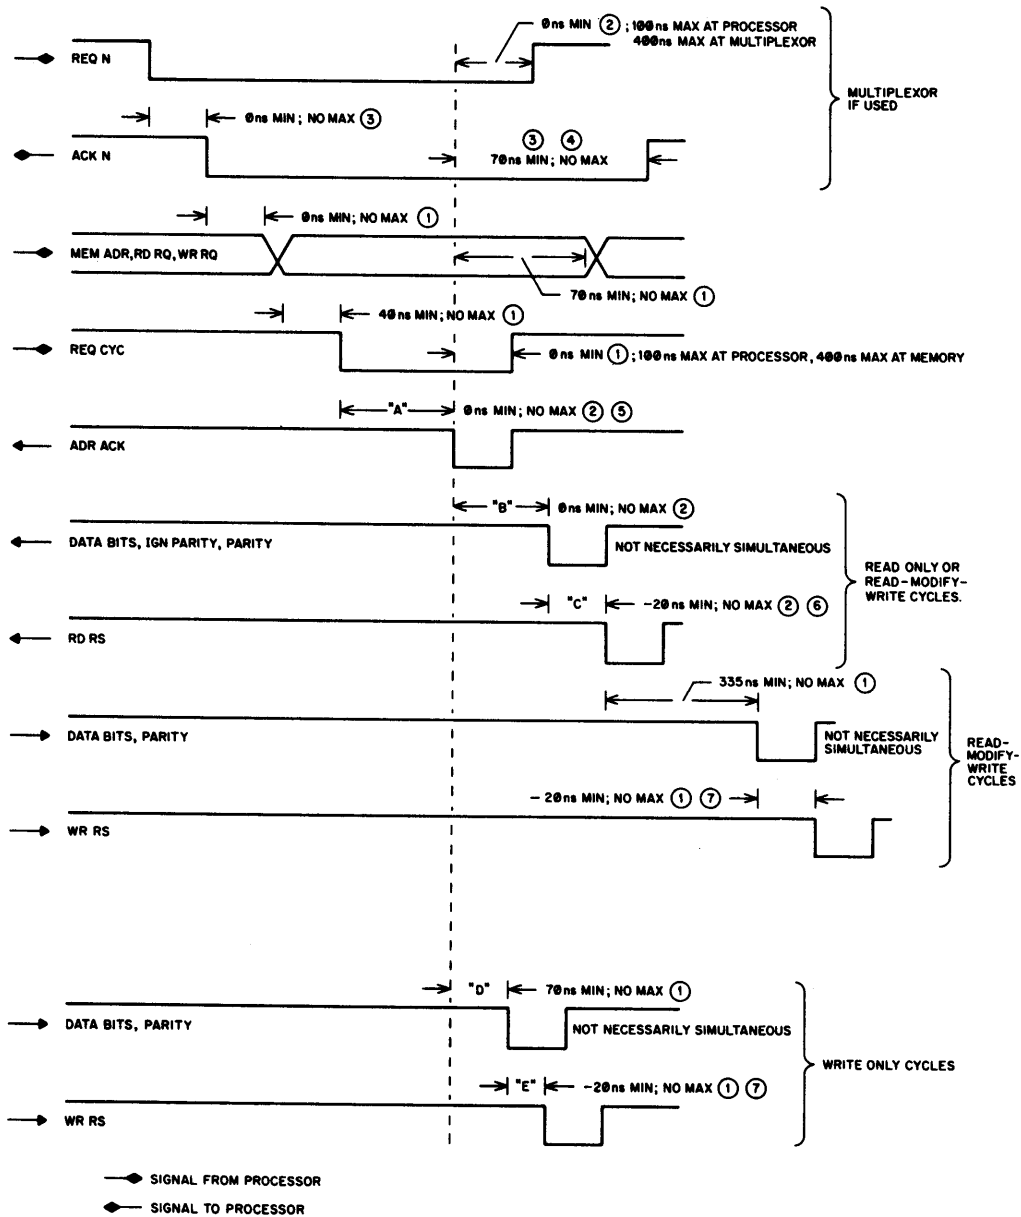 0ns MIN ② ; 100ns MAX AT PROCESSOR
400ns MAX AT MULTIPLEXOR
REQ N
MULTIPLEXOR
IF USED
0ns MIN; NO MAX ③
ACK N
③ ④
70ns MIN; NO MAX
0ns MIN; NO MAX ①
MEM ADR, RD RQ, WR RQ
70ns MIN; NO MAX ①
40ns MIN; NO MAX ①
REQ CYC
0ns MIN ① ; 100ns MAX AT PROCESSOR, 400ns MAX AT MEMORY
"A" 0ns MIN; NO MAX ② ⑤
ADR ACK
"B" 0ns MIN; NO MAX ②
DATA BITS, IGN PARITY, PARITY
NOT NECESSARILY SIMULTANEOUS
READ ONLY OR
READ-MODIFY-
WRITE CYCLES.
"C" -20ns MIN; NO MAX ② ⑥
RD RS
335ns MIN; NO MAX ①
DATA BITS, PARITY
NOT NECESSARILY
SIMULTANEOUS
READ-
MODIFY-
WRITE
CYCLES
-20ns MIN; NO MAX ① ⑦
WR RS
"D" 70ns MIN; NO MAX ①
DATA BITS, PARITY
NOT NECESSARILY SIMULTANEOUS
WRITE ONLY CYCLES
"E" -20ns MIN; NO MAX ① ⑦
WR RS
SIGNAL FROM PROCESSOR
SIGNAL TO PROCESSOR